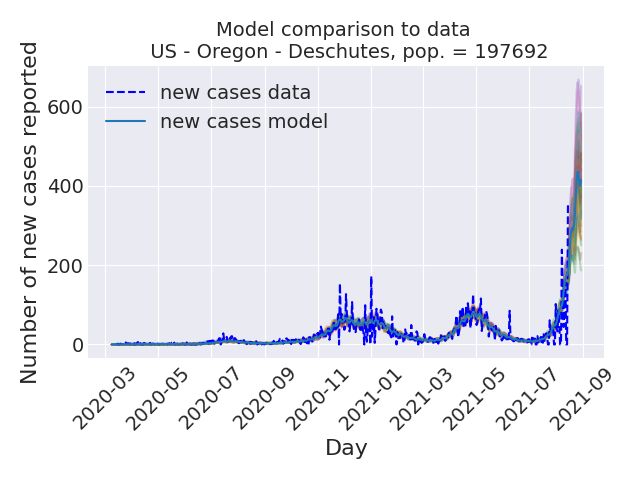 Model comparison to data
US - Oregon - Deschutes, pop. = 197692
Number of new cases reported
new cases data
new cases model
600
400
200
0
2020-03
2020-05
2020-07
2020-09
2020-11
2021-01
2021-03
2021-05
2021-07
2021-09
Day